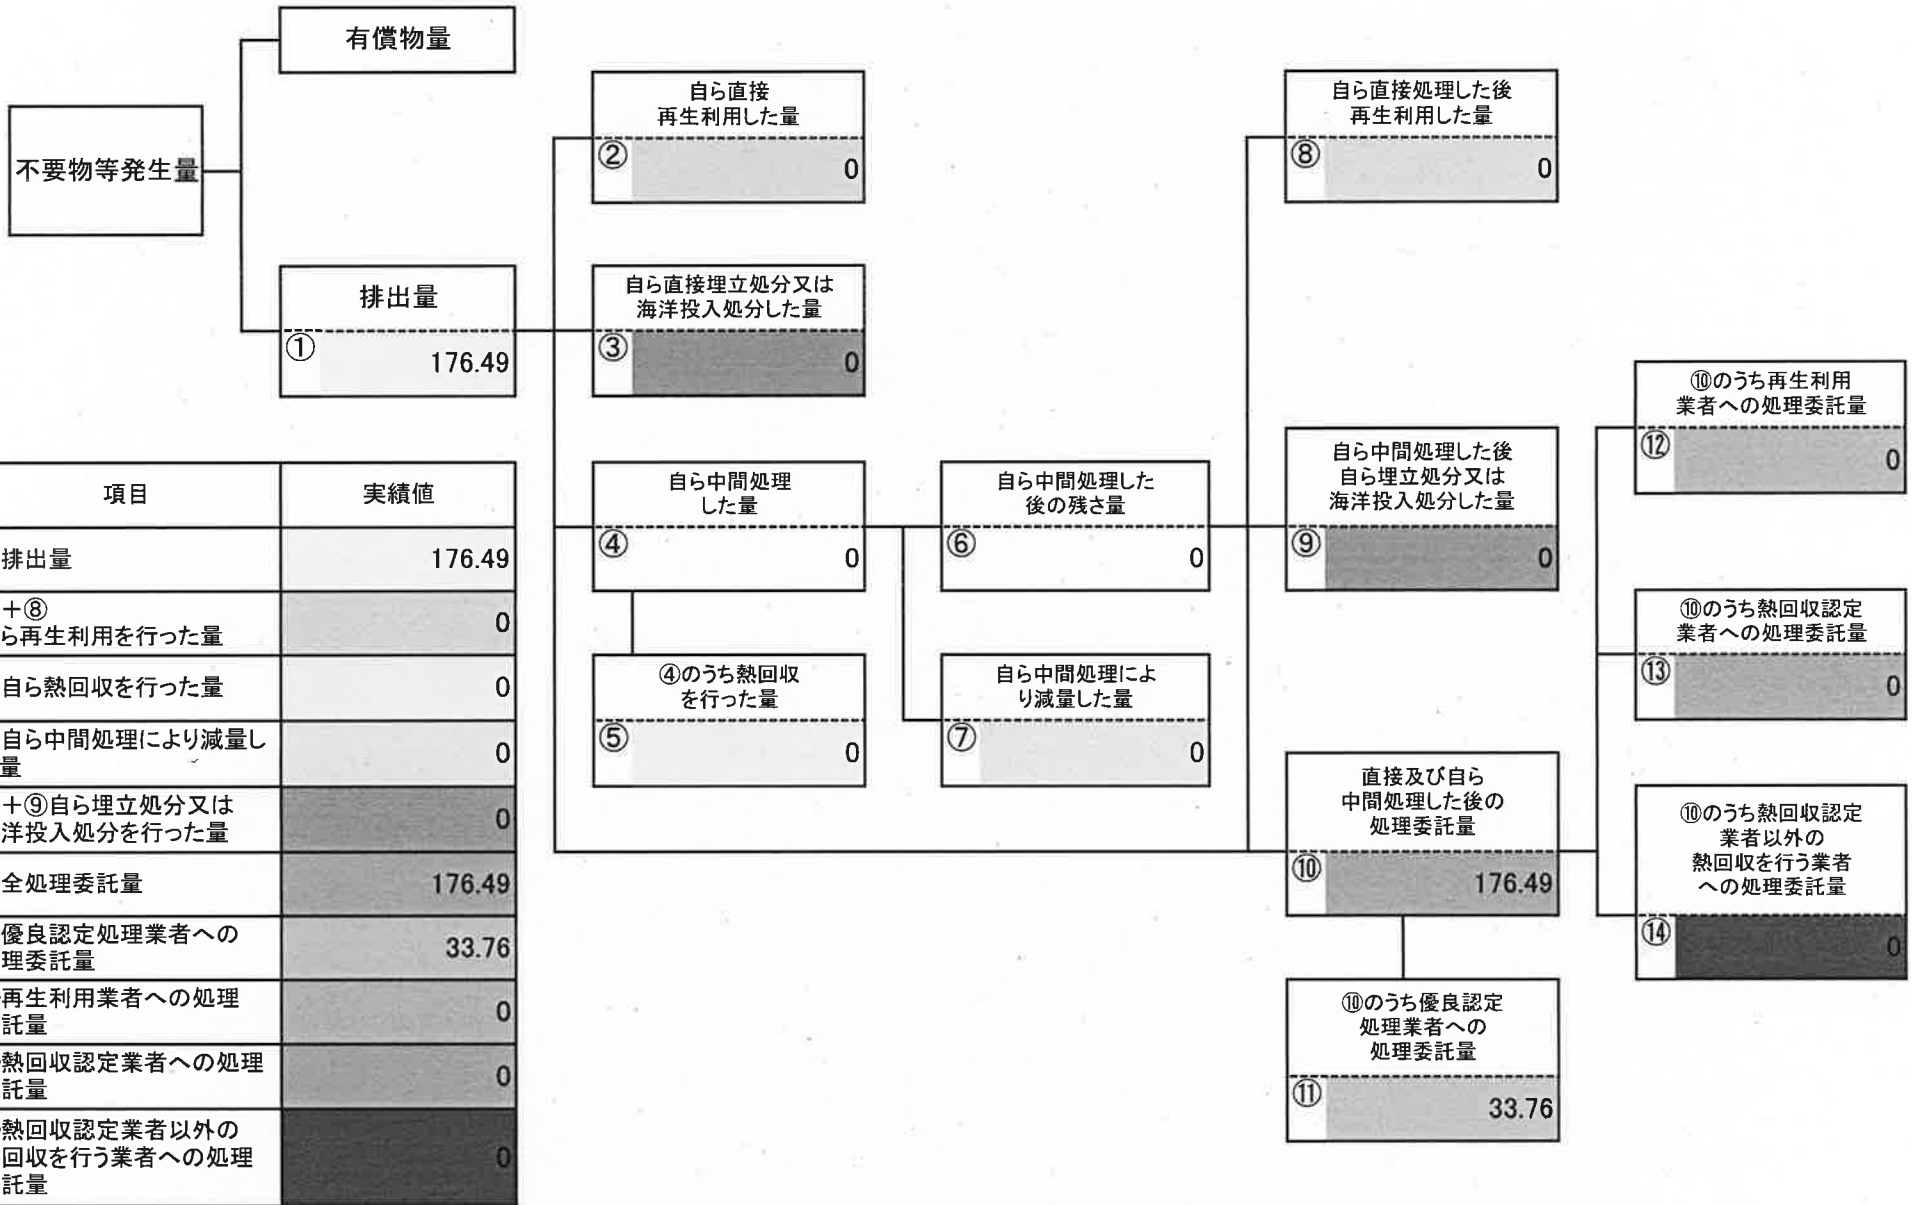 有償物量
不要物等発生量
排出量
①
176.49
自ら直接
再生利用した量
②
0
自ら直接埋立処分又は
海洋投入処分した量
③
0
自ら中間処理
した量
④
0
④のうち熱回収
を行った量
⑤
0
自ら中間処理した
後の残さ量
⑥
0
自ら中間処理によ
り減量した量
⑦
0
自ら直接処理した後
再生利用した量
⑧
0
自ら中間処理した後
自ら埋立処分又は
海洋投入処分した量
⑨
0
直接及び自ら
中間処理した後の
処理委託量
⑩
176.49
⑩のうち優良認定
処理業者への
処理委託量
⑪
33.76
⑩のうち再生利用
業者への処理委託量
⑫
0
⑩のうち熱回収認定
業者への処理委託量
⑬
0
⑩のうち熱回収認定
業者以外の
熱回収を行う業者
への処理委託量
⑭
0
項目 実績値
排出量 176.49
+⑧
ら再生利用を行った量 0
自ら熱回収を行った量 0
自ら中間処理により減量し
量 0
+⑨自ら埋立処分又は
洋投入処分を行った量 0
全処理委託量 176.49
優良認定処理業者への
理委託量 33.76
再生利用業者への処理
託量 0
熱回収認定業者への処理
託量 0
熱回収認定業者以外の
回収を行う業者への処理
託量 0